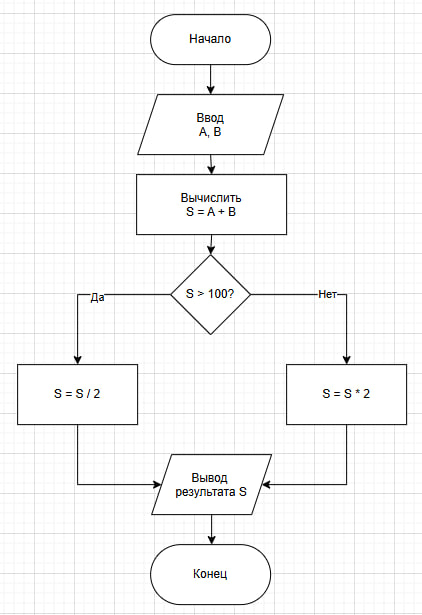 Начало
Ввод
A, B
Вычислить
S = A + B
S > 100?
Да
Нет
S = S / 2
S = S * 2
Вывод
результата S
Конец